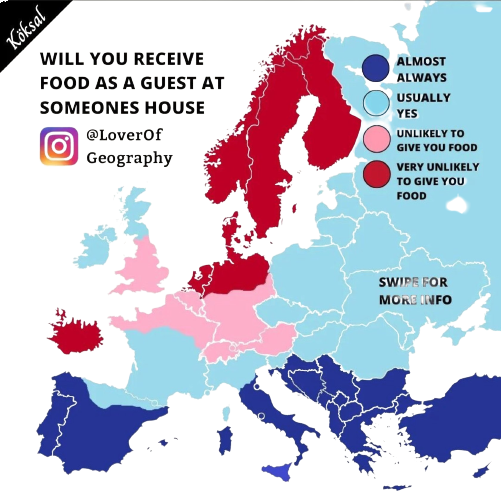 Köksal
WILL YOU RECEIVE
FOOD AS A GUEST AT
SOMEONES HOUSE
@LoverOf
Geography
ALMOST
ALWAYS
USUALLY
YES
UNLIKELY TO
GIVE YOU FOOD
VERY UNLIKELY
TO GIVE YOU
FOOD
SWIPE FOR
MORE INFO